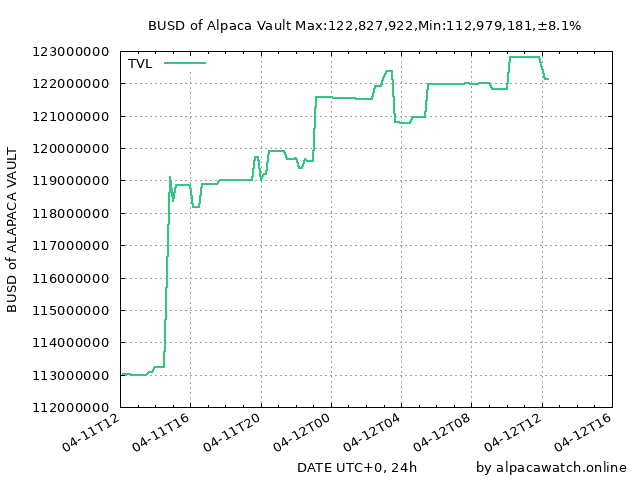 BUSD of Alpaca Vault Max:122,827,922,Min:112,979,181,±8.1%
TVL
BUSD of ALAPACA VAULT
123000000
122000000
121000000
120000000
119000000
118000000
117000000
116000000
115000000
114000000
113000000
112000000
04-11T12
04-11T16
04-11T20
04-12T00
04-12T04
04-12T08
04-12T12
04-12T16
DATE UTC+0, 24h
by alpacawatch.online